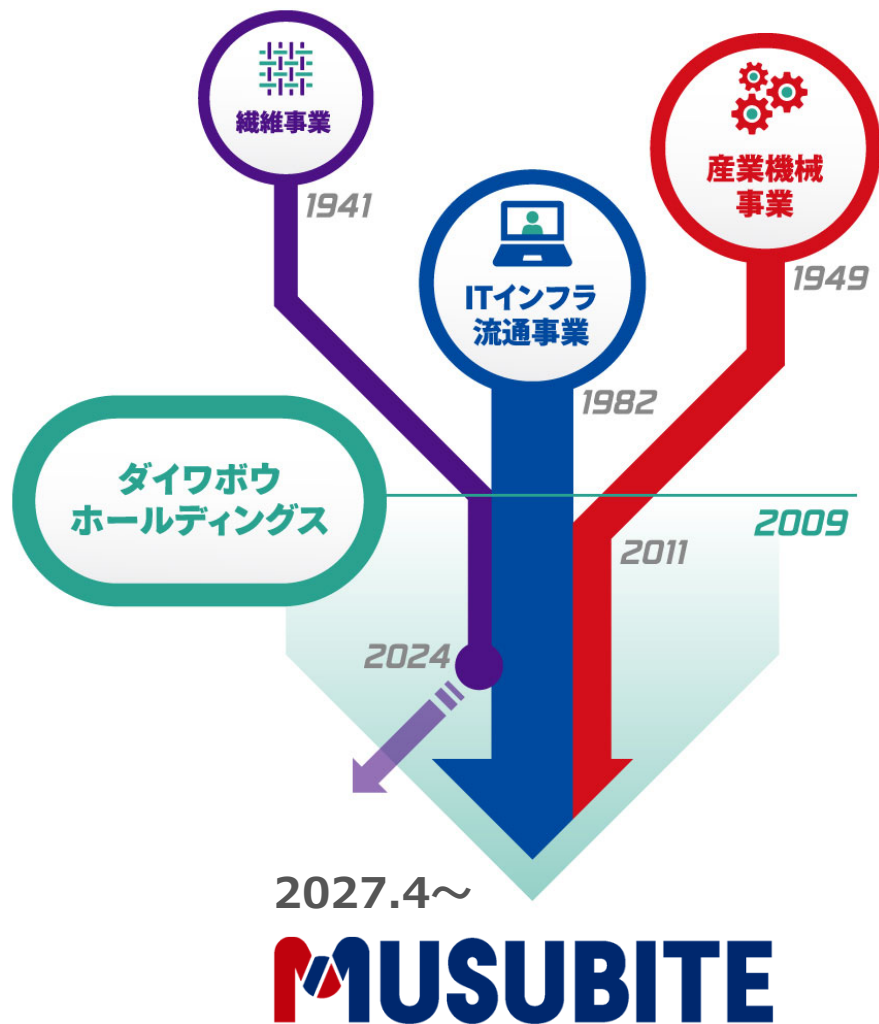 繊維事業
1941
産業機械
事業
1949
ITインフラ
流通事業
1982
ダイワボウ
ホールディングス
2009
2011
2024
2027.4～
MUSUBITE